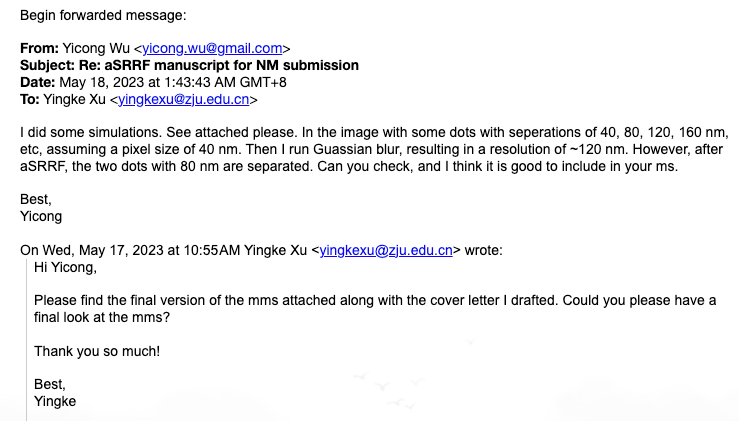 Begin forwarded message:
From: Yicong Wu <yicong.wu@gmail.com>
Subject: Re: aSRRF manuscript for NM submission
Date: May 18, 2023 at 1:43:43 AM GMT+8
To: Yingke Xu <yingkexu@zju.edu.cn>
I did some simulations. See attached please. In the image with some dots with seperations of 40, 80, 120, 160 nm,
etc, assuming a pixel size of 40 nm. Then I run Guassian blur, resulting in a resolution of ~120 nm. However, after
aSRRF, the two dots with 80 nm are separated. Can you check, and I think it is good to include in your ms.
Best,
Yicong
On Wed, May 17, 2023 at 10:55 AM Yingke Xu <yingkexu@zju.edu.cn> wrote:
Hi Yicong,
Please find the final version of the mms attached along with the cover letter I drafted. Could you please have a
final look at the mms?
Thank you so much!
Best,
Yingke